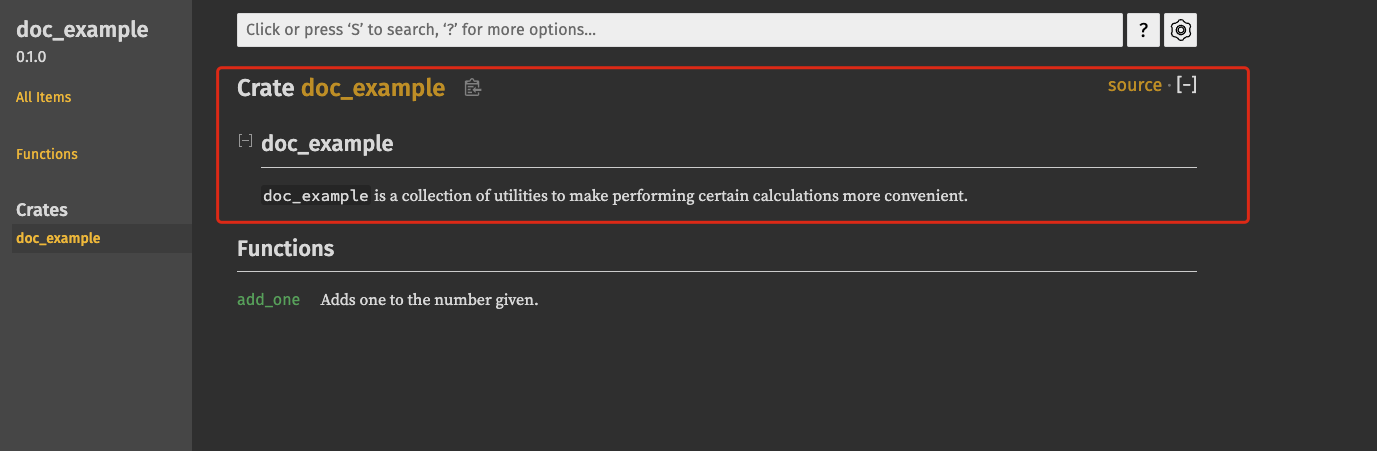 doc_example
0.1.0
All Items
Functions
Crates
doc_example
Click or press ‘S’ to search, ‘?’ for more options…
?
Crate doc_example
source · [−]
[−] doc_example
doc_example is a collection of utilities to make performing certain calculations more convenient.
Functions
add_one Adds one to the number given.